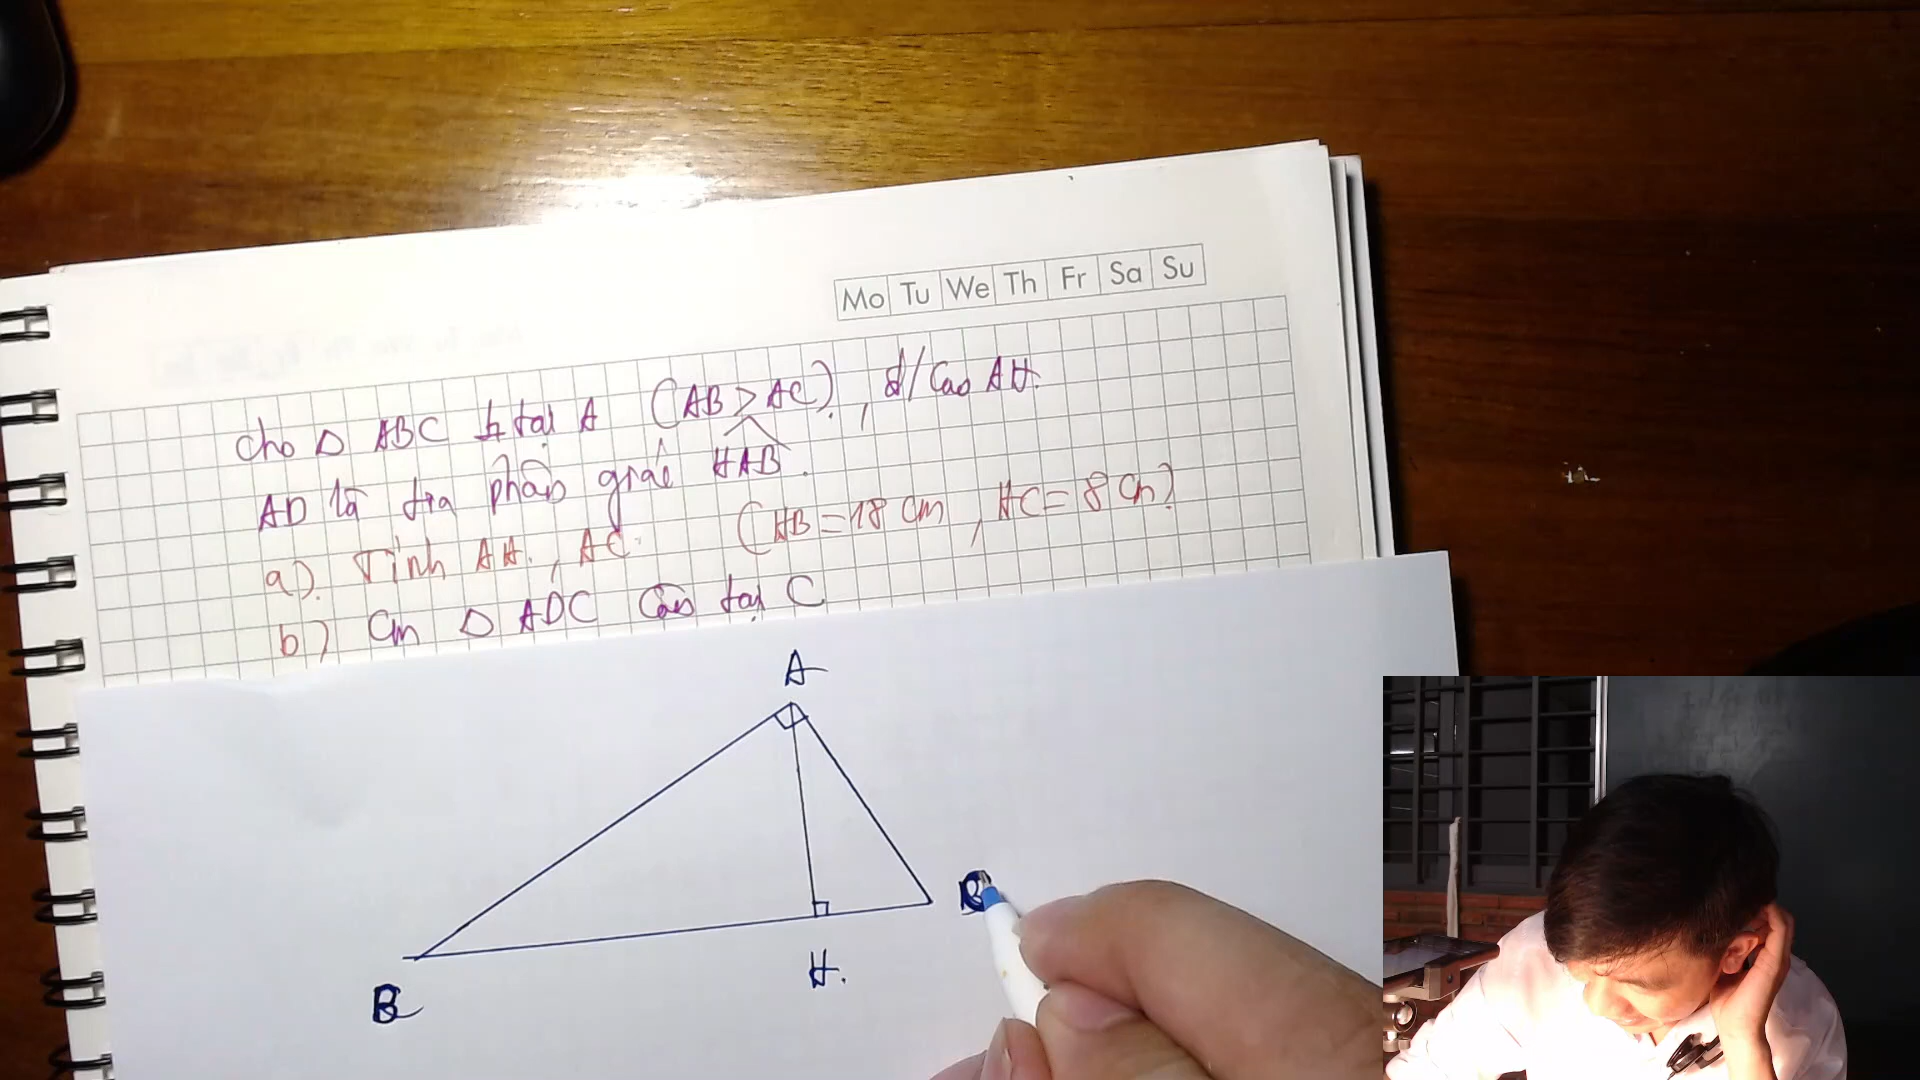 Mo Tu We Th Fr Sa Su
Cho Δ ABC ⊥ tại A (AB > AC), đ/cao AH.
AD là tia phân giác HAB.
a). Tính AH, AC. (HB = 18 cm, HC = 8 cm)
b) Cm Δ ADC cân tại C
A
B
H.